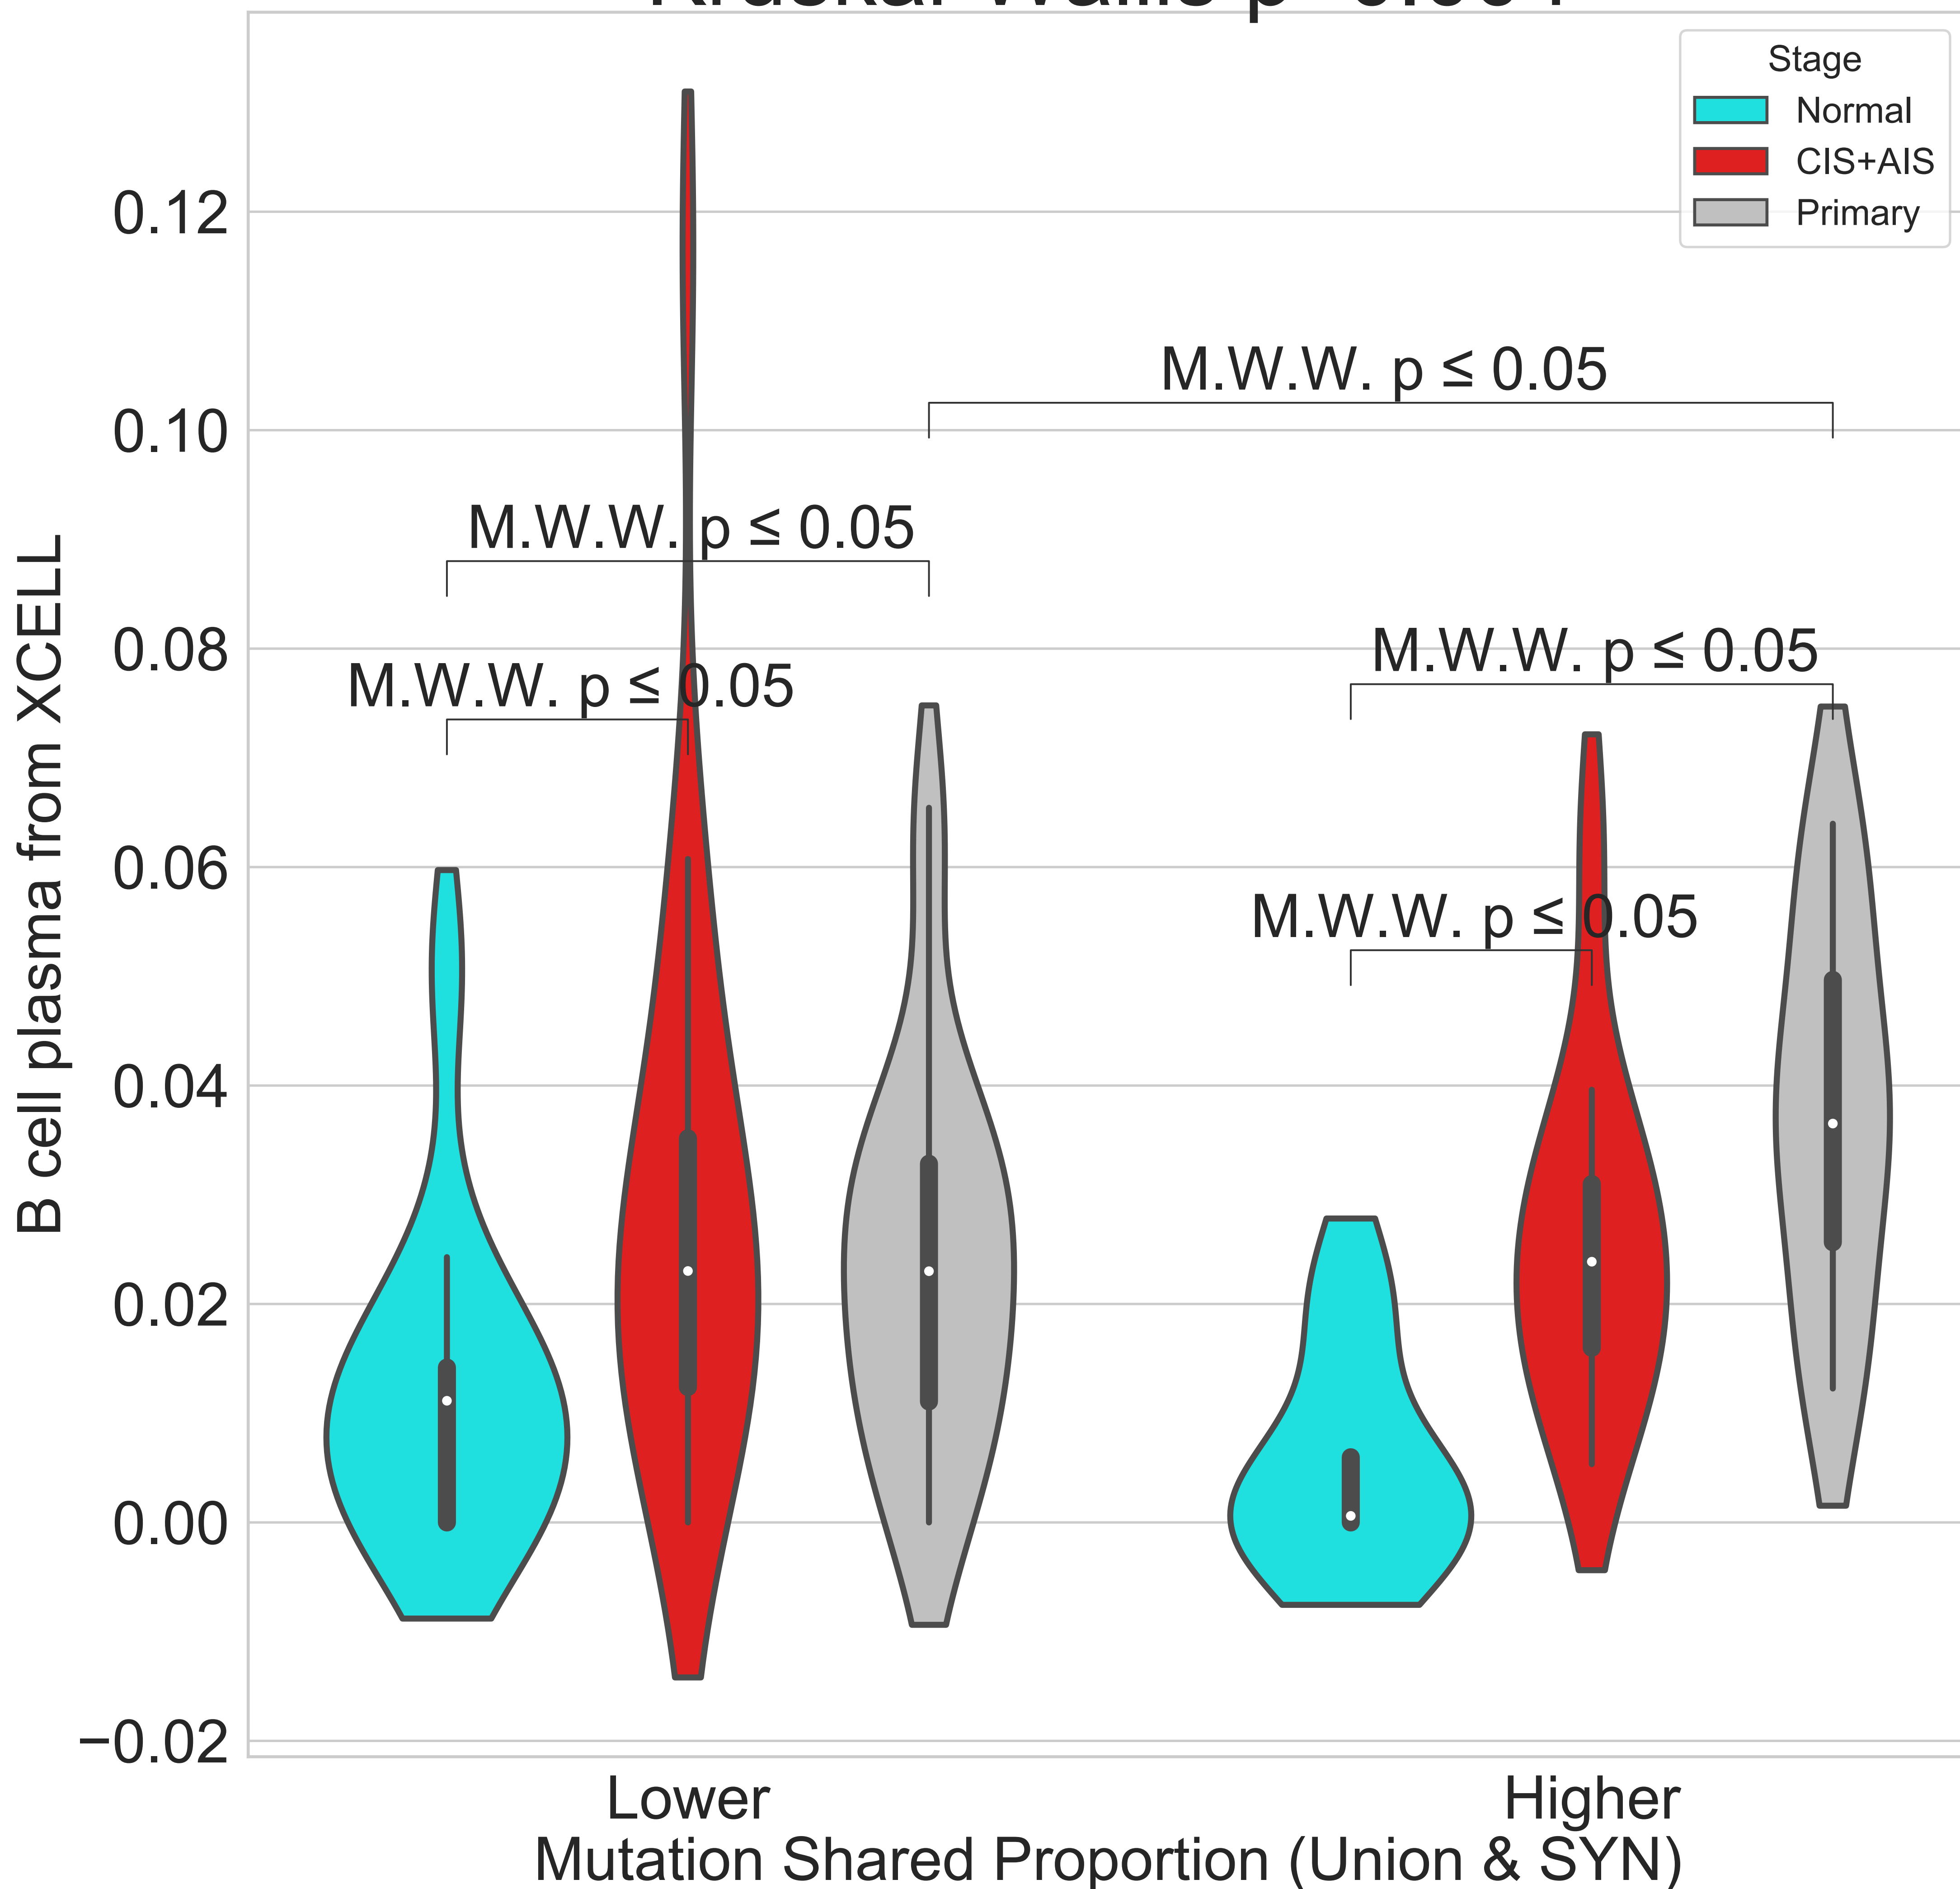 Stage
Normal
CIS+AIS
Primary
0.12
0.10
0.08
0.06
0.04
0.02
0.00
−0.02
B cell plasma from XCELL
M.W.W. p ≤ 0.05
M.W.W. p ≤ 0.05
M.W.W. p ≤ 0.05
M.W.W. p ≤ 0.05
M.W.W. p ≤ 0.05
Lower
Higher
Mutation Shared Proportion (Union & SYN)